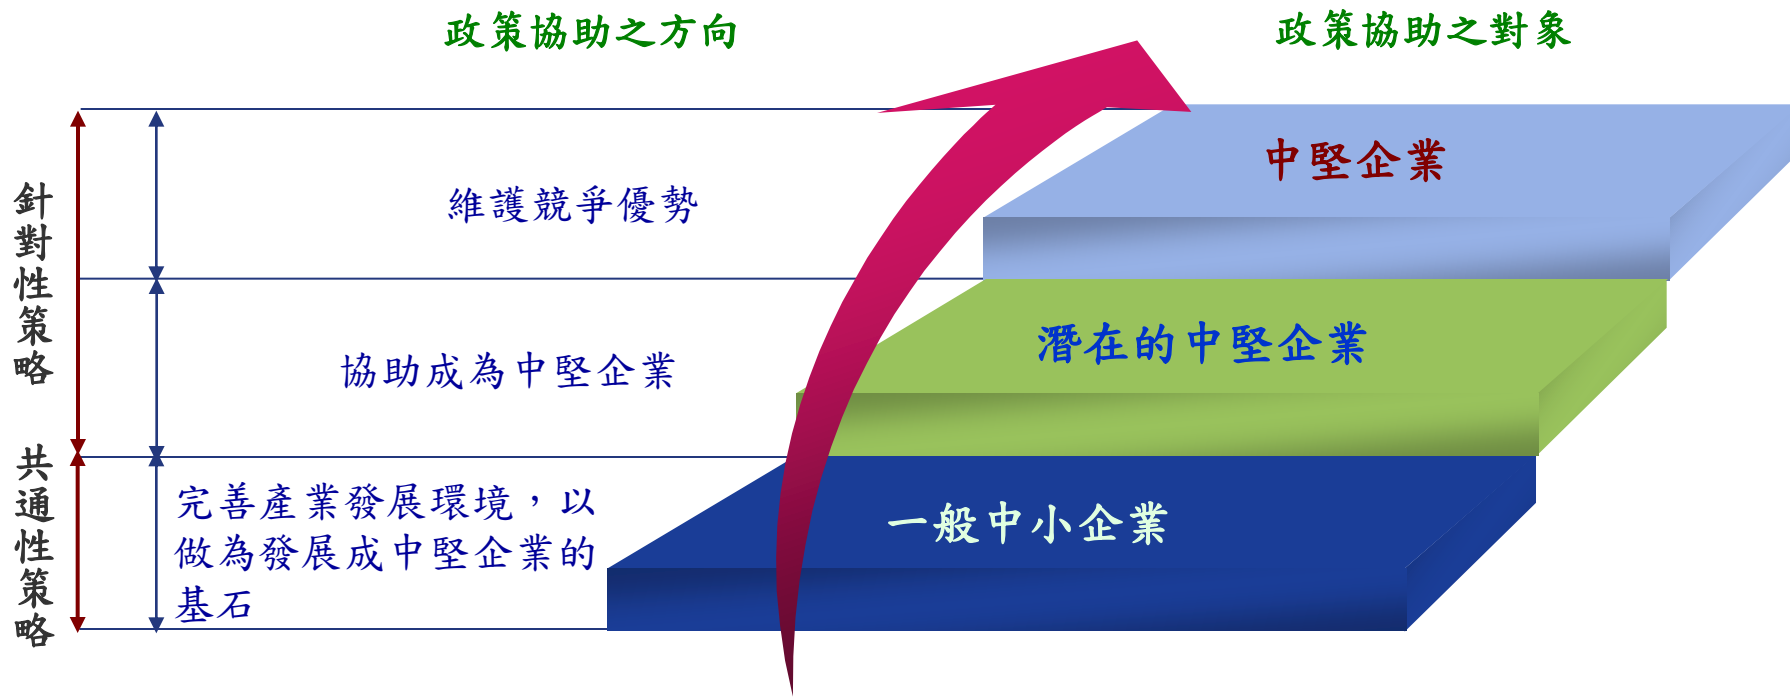 政策協助之方向
政策協助之對象
針對性策略
維護競爭優勢
中堅企業
協助成為中堅企業
潛在的中堅企業
共通性策略
完善產業發展環境，以
做為發展成中堅企業的
基石
一般中小企業